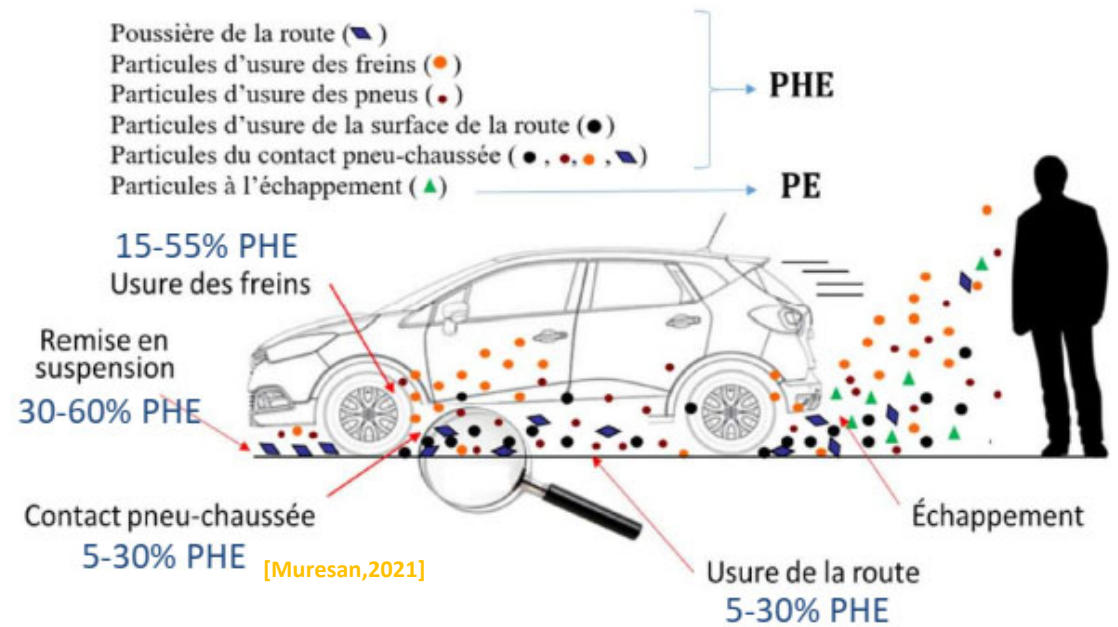 Poussière de la route ( )
Particules d'usure des freins ( )
Particules d'usure des pneus ( )
Particules d'usure de la surface de la route ( )
Particules du contact pneu-chaussée ( , , , )
Particules à l'échappement ( )
PHE
PE
15-55% PHE
Usure des freins
Remise en
suspension
30-60% PHE
Contact pneu-chaussée
5-30% PHE
[Muresan,2021]
Échappement
Usure de la route
5-30% PHE